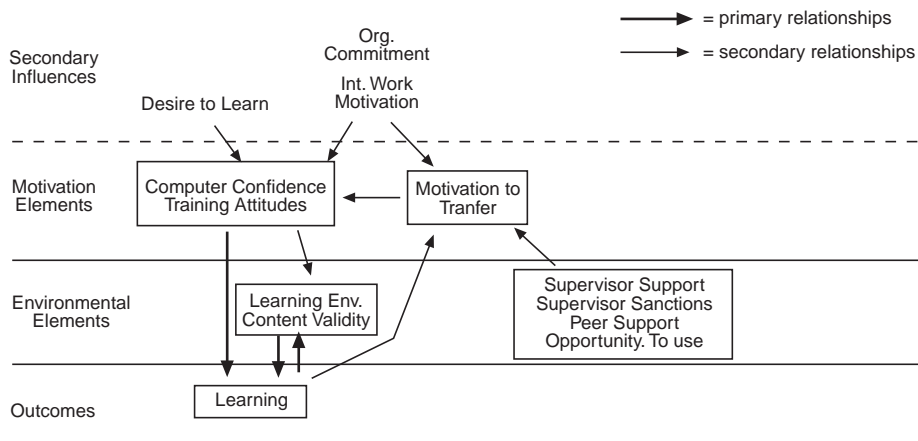 = primary relationships
= secondary relationships
Secondary
Influences
Org.
Commitment
Int. Work
Motivation
Desire to Learn
Motivation
Elements
Computer Confidence
Training Attitudes
Motivation to
Tranfer
Environmental
Elements
Learning Env.
Content Validity
Supervisor Support
Supervisor Sanctions
Peer Support
Opportunity. To use
Outcomes
Learning